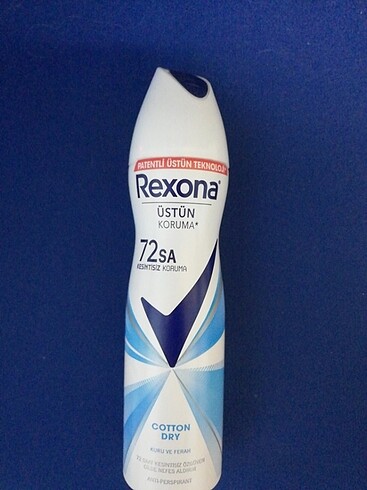 PATENTLİ ÜSTÜN TEKNOLOJİ
Rexona
ÜSTÜN
KORUMA*
72SA
KESİNTİSİZ KORUMA
COTTON
DRY
KURU VE FERAH
ANTI-PERSPIRANT